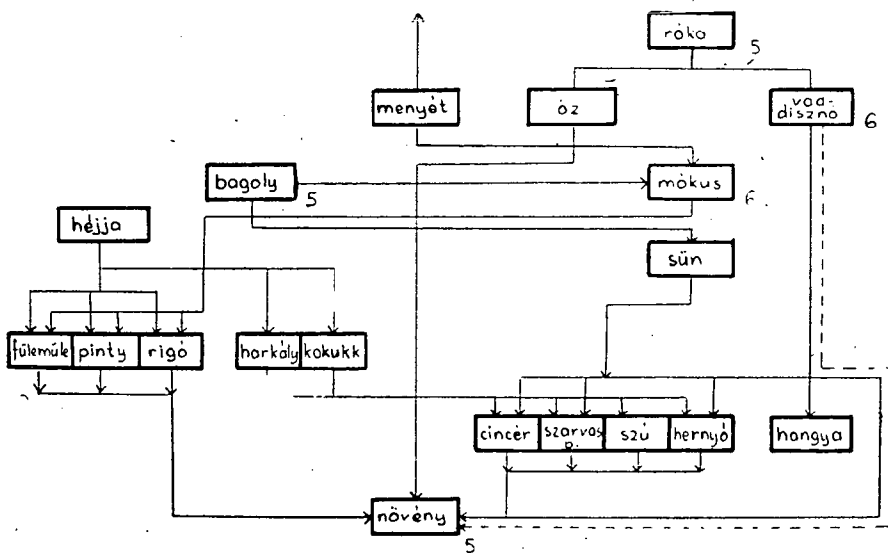 róka
5
menyét
őz
vad-
disznó
6
bagoly
5
mókus
6
héjja
sün
fülemüle
pinty
rigó
harkály
kakukk
cincér
szarvas
b.
szú
hernyó
hangya
növény
5